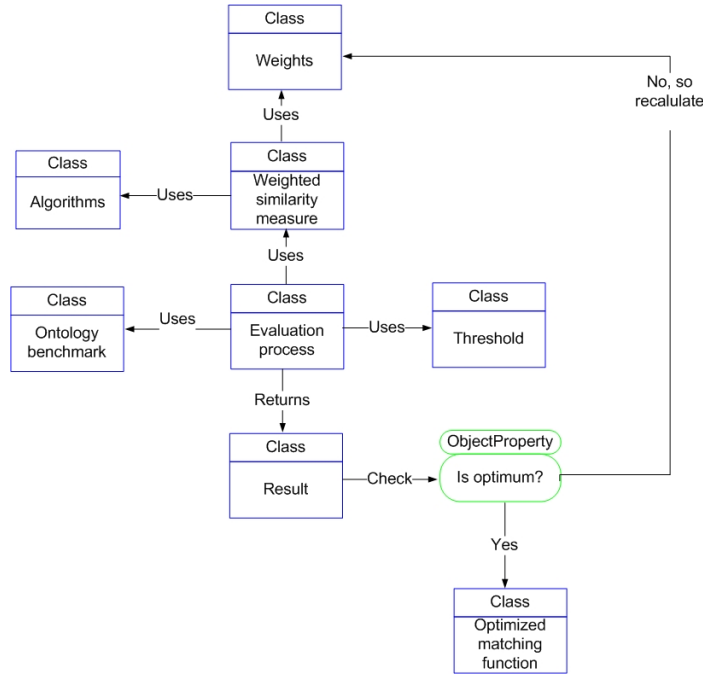 Class
Weights
No, so
recalulate
Uses
Class
Weighted
similarity
measure
Class
Algorithms
Uses
Uses
Class
Ontology
benchmark
Uses
Class
Evaluation
process
Uses
Class
Threshold
Returns
Class
Result
Check
ObjectProperty
Is optimum?
Yes
Class
Optimized
matching
function